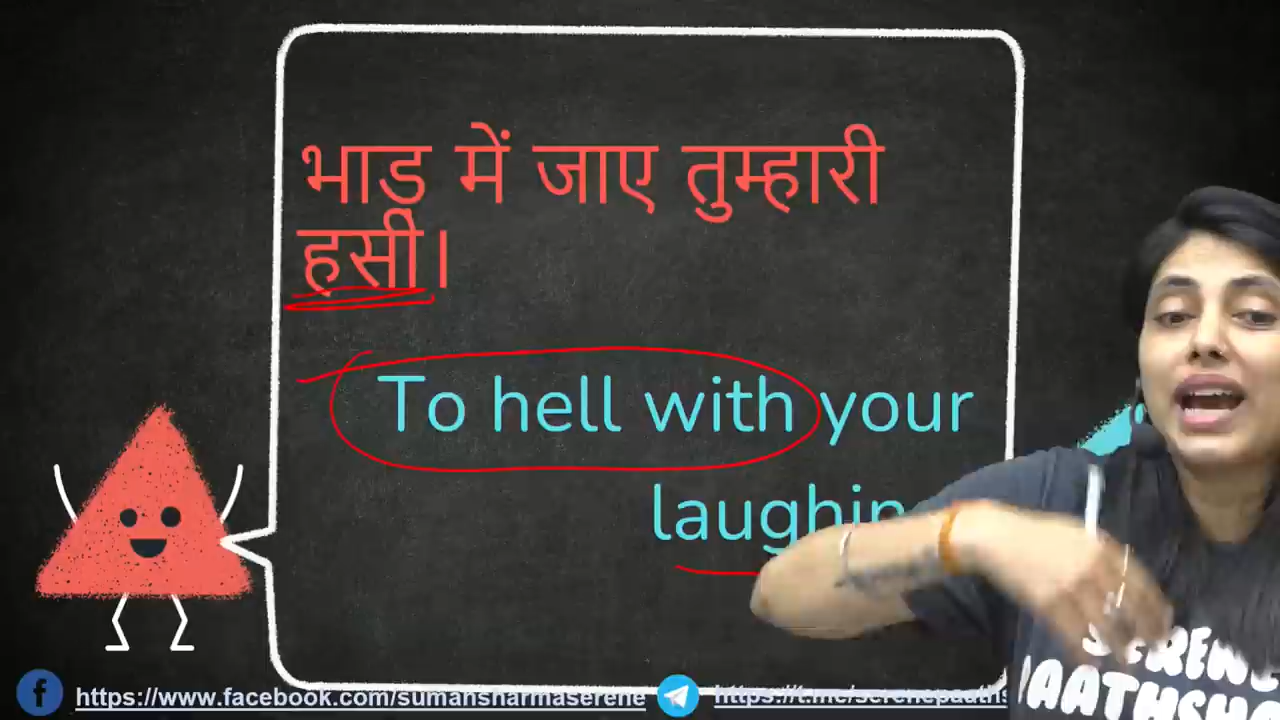 भाड में जाए तुम्हारी
हसी।
To hell with your
https://www.facebook.com/sumansharmaserene